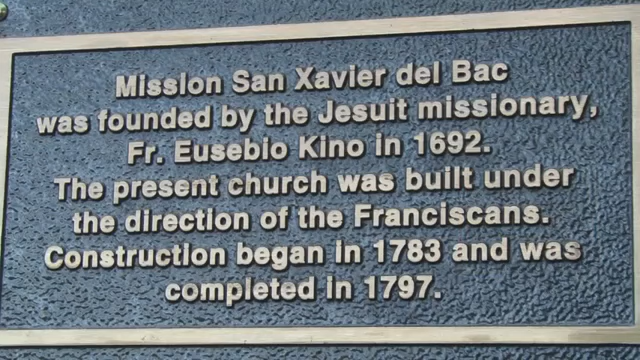 Mission San Xavier del Bac
was founded by the Jesuit missionary,
Fr. Eusebio Kino in 1692.
The present church was built under
the direction of the Franciscans.
Construction began in 1783 and was
completed in 1797.